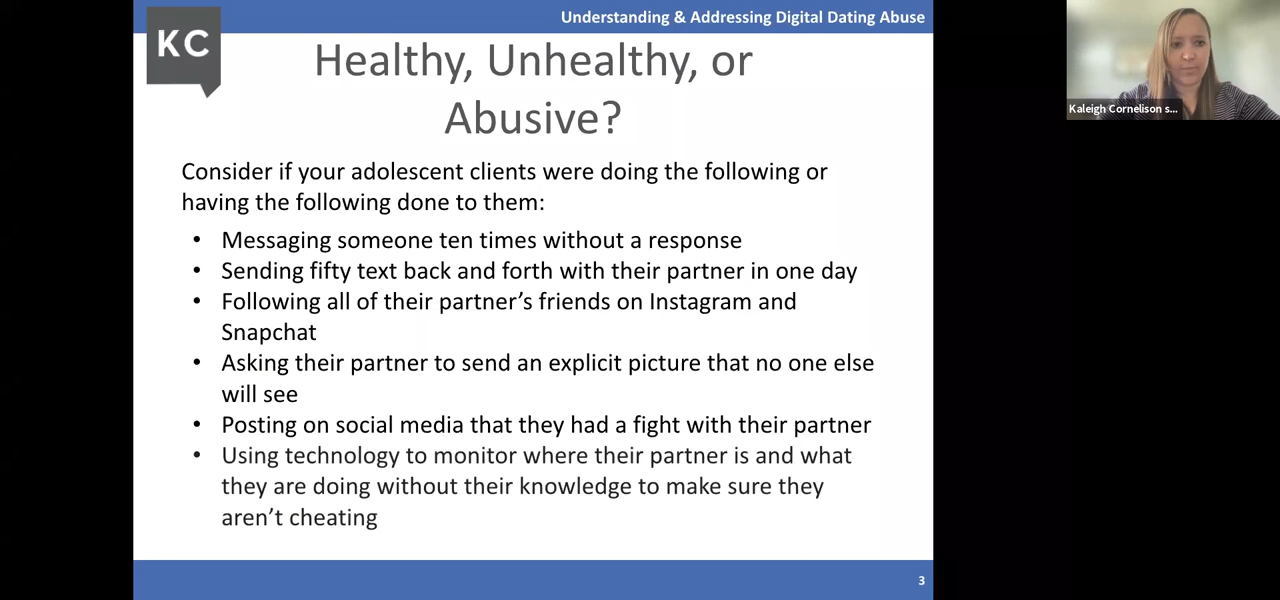 Understanding & Addressing Digital Dating Abuse
KC
Healthy, Unhealthy, or
Abusive?
Consider if your adolescent clients were doing the following or
having the following done to them:
• Messaging someone ten times without a response
• Sending fifty text back and forth with their partner in one day
• Following all of their partner’s friends on Instagram and
Snapchat
• Asking their partner to send an explicit picture that no one else
will see
• Posting on social media that they had a fight with their partner
• Using technology to monitor where their partner is and what
they are doing without their knowledge to make sure they
aren’t cheating
3
Kaleigh Cornelison s...